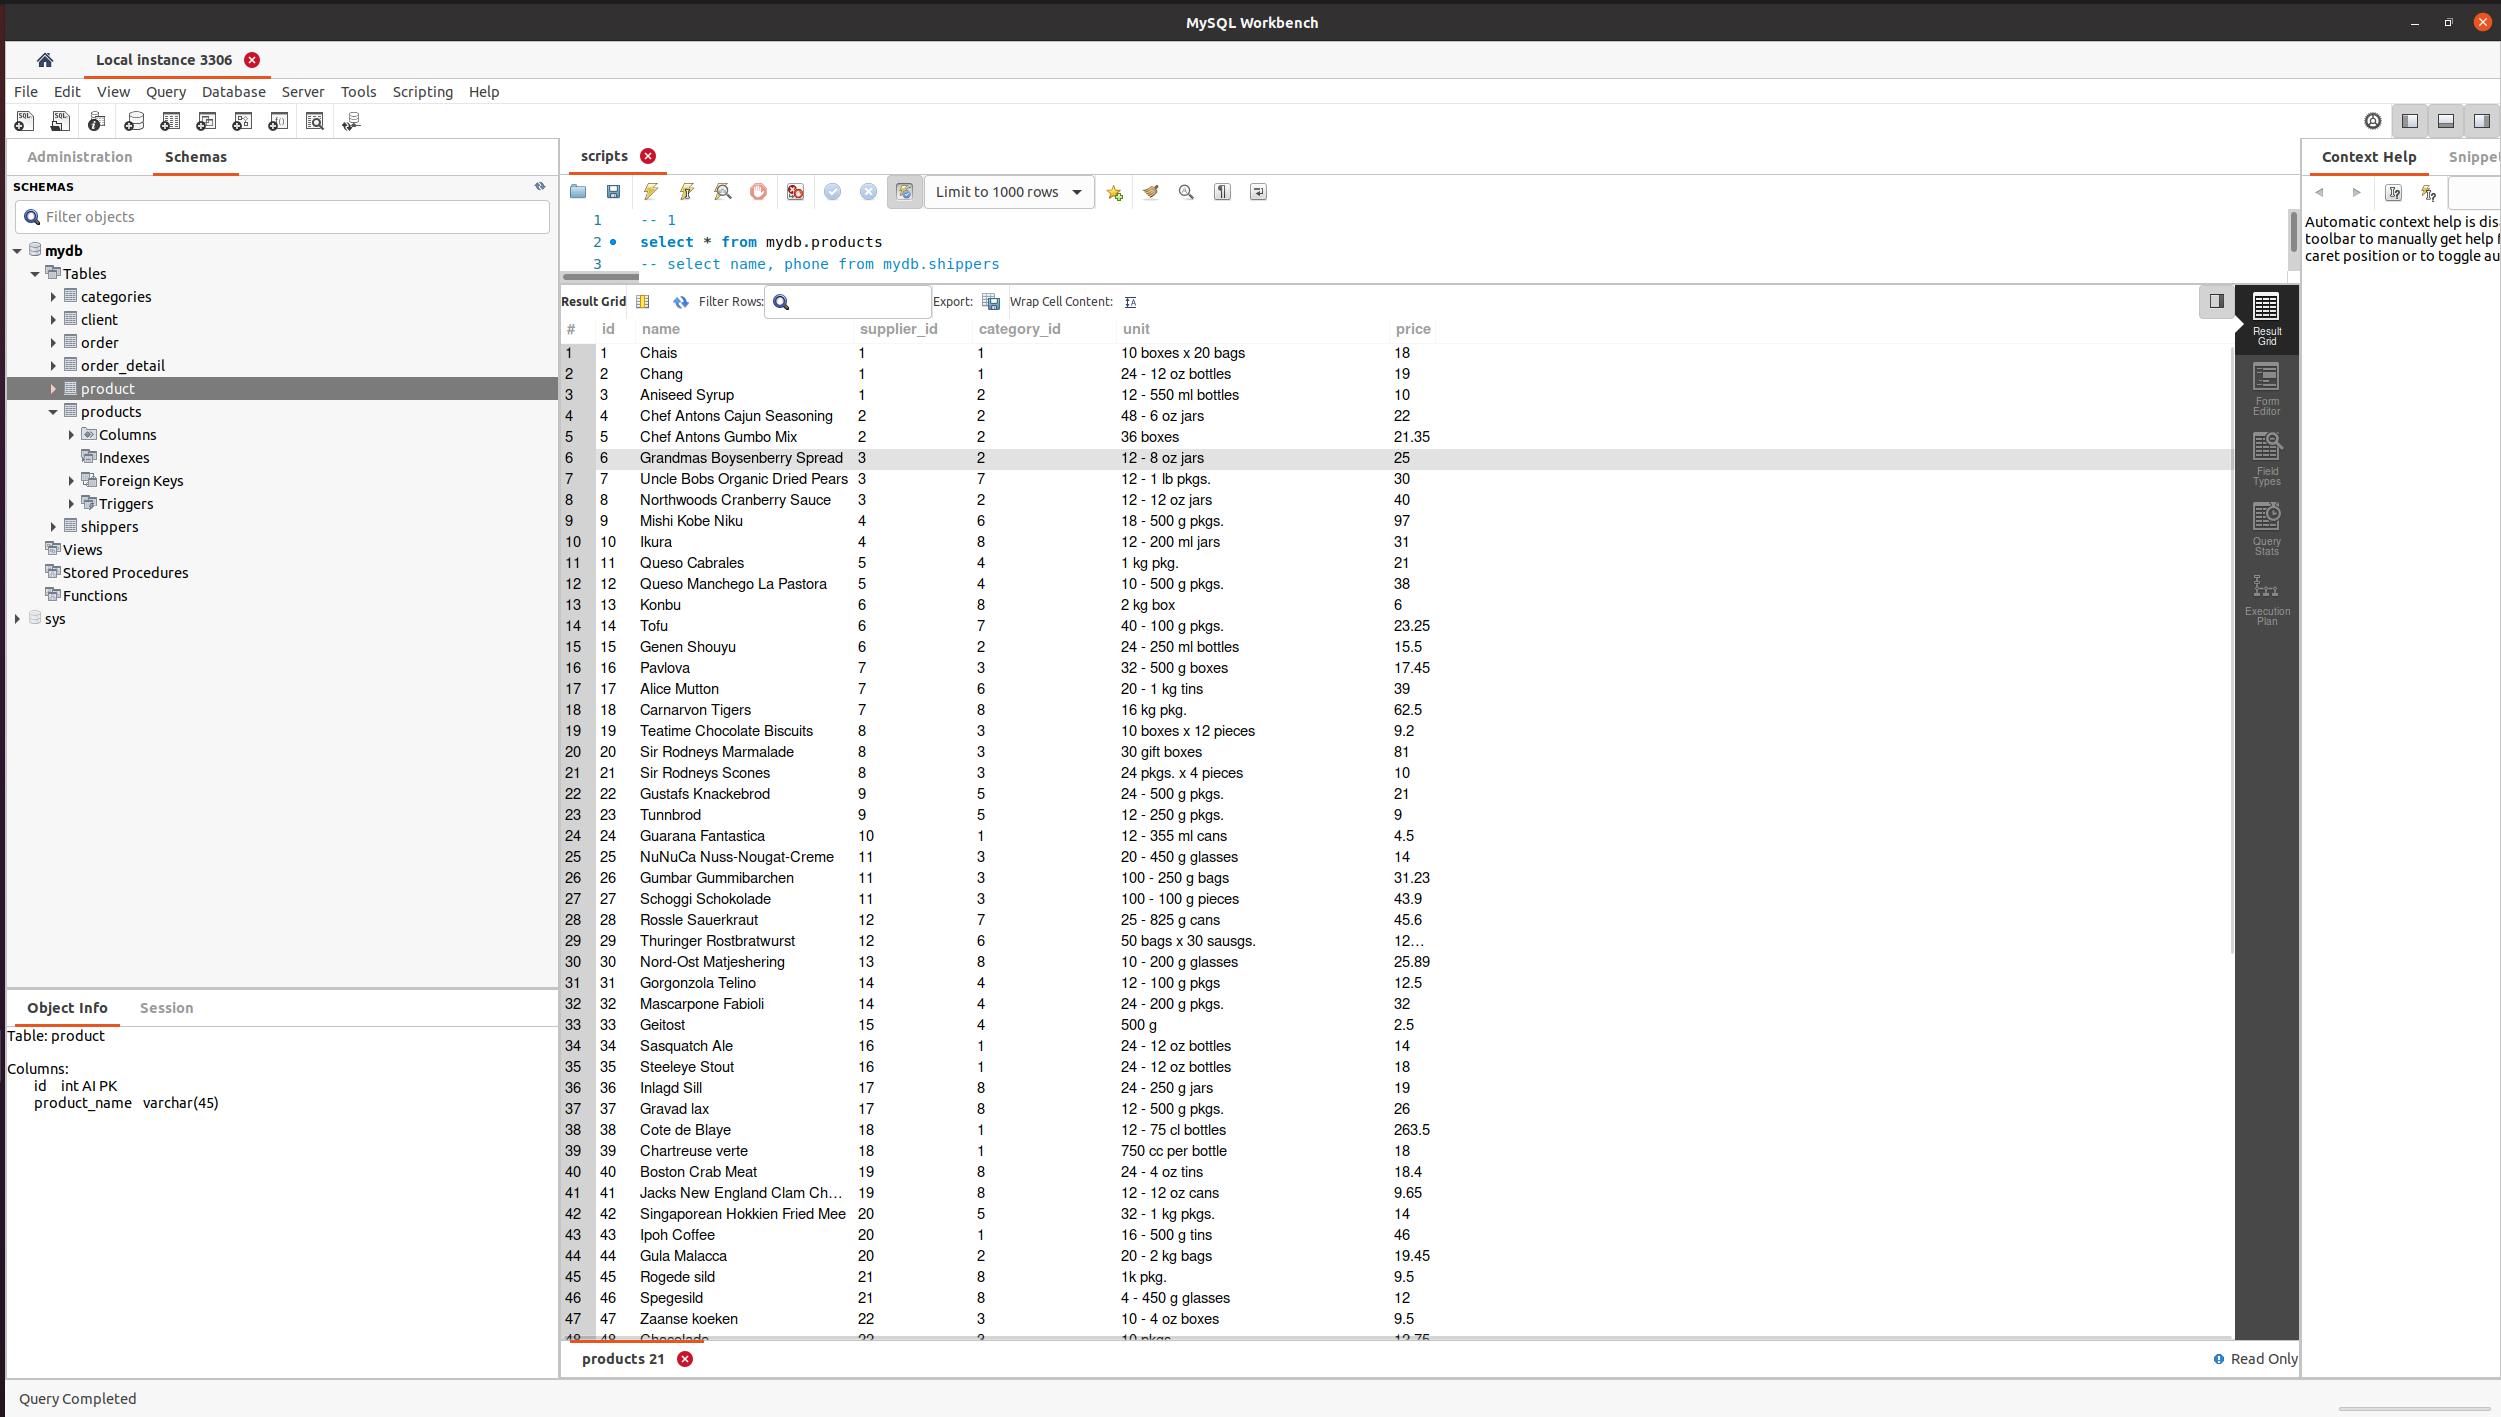 MySQL Workbench
Local instance 3306
File Edit View Query Database Server Tools Scripting Help
Administration Schemas
SCHEMAS
Filter objects
mydb
Tables
categories
client
order
order_detail
product
products
Columns
Indexes
Foreign Keys
Triggers
shippers
Views
Stored Procedures
Functions
sys
Object Info Session
Table: product
Columns:
id int AI PK
product_name varchar(45)
scripts
Limit to 1000 rows
1 -- 1
2 select * from mydb.products
3 -- select name, phone from mydb.shippers
Result Grid Filter Rows: Export: Wrap Cell Content:
# id name supplier_id category_id unit price
1 1 Chais 1 1 10 boxes x 20 bags 18
2 2 Chang 1 1 24 - 12 oz bottles 19
3 3 Aniseed Syrup 1 2 12 - 550 ml bottles 10
4 4 Chef Antons Cajun Seasoning 2 2 48 - 6 oz jars 22
5 5 Chef Antons Gumbo Mix 2 2 36 boxes 21.35
6 6 Grandmas Boysenberry Spread 3 2 12 - 8 oz jars 25
7 7 Uncle Bobs Organic Dried Pears 3 7 12 - 1 lb pkgs. 30
8 8 Northwoods Cranberry Sauce 3 2 12 - 12 oz jars 40
9 9 Mishi Kobe Niku 4 6 18 - 500 g pkgs. 97
10 10 Ikura 4 8 12 - 200 ml jars 31
11 11 Queso Cabrales 5 4 1 kg pkg. 21
12 12 Queso Manchego La Pastora 5 4 10 - 500 g pkgs. 38
13 13 Konbu 6 8 2 kg box 6
14 14 Tofu 6 7 40 - 100 g pkgs. 23.25
15 15 Genen Shouyu 6 2 24 - 250 ml bottles 15.5
16 16 Pavlova 7 3 32 - 500 g boxes 17.45
17 17 Alice Mutton 7 6 20 - 1 kg tins 39
18 18 Carnarvon Tigers 7 8 16 kg pkg. 62.5
19 19 Teatime Chocolate Biscuits 8 3 10 boxes x 12 pieces 9.2
20 20 Sir Rodneys Marmalade 8 3 30 gift boxes 81
21 21 Sir Rodneys Scones 8 3 24 pkgs. x 4 pieces 10
22 22 Gustafs Knackebrod 9 5 24 - 500 g pkgs. 21
23 23 Tunnbrod 9 5 12 - 250 g pkgs. 9
24 24 Guarana Fantastica 10 1 12 - 355 ml cans 4.5
25 25 NuNuCa Nuss-Nougat-Creme 11 3 20 - 450 g glasses 14
26 26 Gumbar Gummibarchen 11 3 100 - 250 g bags 31.23
27 27 Schoggi Schokolade 11 3 100 - 100 g pieces 43.9
28 28 Rossle Sauerkraut 12 7 25 - 825 g cans 45.6
29 29 Thuringer Rostbratwurst 12 6 50 bags x 30 sausgs. 12...
30 30 Nord-Ost Matjeshering 13 8 10 - 200 g glasses 25.89
31 31 Gorgonzola Telino 14 4 12 - 100 g pkgs 12.5
32 32 Mascarpone Fabioli 14 4 24 - 200 g pkgs. 32
33 33 Geitost 15 4 500 g 2.5
34 34 Sasquatch Ale 16 1 24 - 12 oz bottles 14
35 35 Steeleye Stout 16 1 24 - 12 oz bottles 18
36 36 Inlagd Sill 17 8 24 - 250 g jars 19
37 37 Gravad lax 17 8 12 - 500 g pkgs. 26
38 38 Cote de Blaye 18 1 12 - 75 cl bottles 263.5
39 39 Chartreuse verte 18 1 750 cc per bottle 18
40 40 Boston Crab Meat 19 8 24 - 4 oz tins 18.4
41 41 Jacks New England Clam Ch... 19 8 12 - 12 oz cans 9.65
42 42 Singaporean Hokkien Fried Mee 20 5 32 - 1 kg pkgs. 14
43 43 Ipoh Coffee 20 1 16 - 500 g tins 46
44 44 Gula Malacca 20 2 20 - 2 kg bags 19.45
45 45 Rogede sild 21 8 1k pkg. 9.5
46 46 Spegesild 21 8 4 - 450 g glasses 12
47 47 Zaanse koeken 22 3 10 - 4 oz boxes 9.5
48 48 Chocolade 22 3 10 pkgs 12.75
products 21
Read Only
Result Grid
Form Editor
Field Types
Query Stats
Execution Plan
Context Help Snippet
Automatic context help is dis
toolbar to manually get help f
caret position or to toggle au
Query Completed